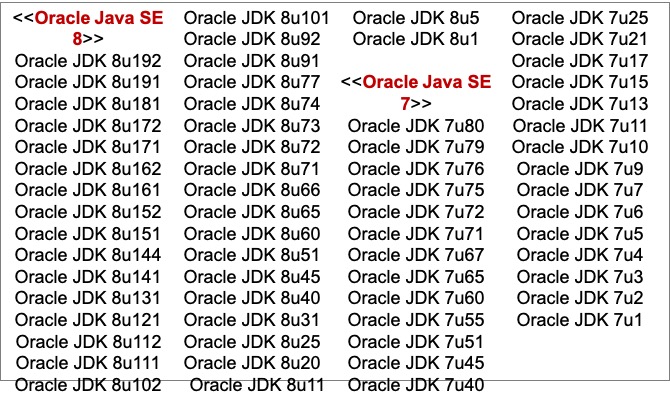 <<Oracle Java SE
8>>
Oracle JDK 8u192
Oracle JDK 8u191
Oracle JDK 8u181
Oracle JDK 8u172
Oracle JDK 8u171
Oracle JDK 8u162
Oracle JDK 8u161
Oracle JDK 8u152
Oracle JDK 8u151
Oracle JDK 8u144
Oracle JDK 8u141
Oracle JDK 8u131
Oracle JDK 8u121
Oracle JDK 8u112
Oracle JDK 8u111
Oracle JDK 8u102
Oracle JDK 8u101
Oracle JDK 8u92
Oracle JDK 8u91
Oracle JDK 8u77
Oracle JDK 8u74
Oracle JDK 8u73
Oracle JDK 8u72
Oracle JDK 8u71
Oracle JDK 8u66
Oracle JDK 8u65
Oracle JDK 8u60
Oracle JDK 8u51
Oracle JDK 8u45
Oracle JDK 8u40
Oracle JDK 8u31
Oracle JDK 8u25
Oracle JDK 8u20
Oracle JDK 8u11
Oracle JDK 8u5
Oracle JDK 8u1
<<Oracle Java SE
7>>
Oracle JDK 7u80
Oracle JDK 7u79
Oracle JDK 7u76
Oracle JDK 7u75
Oracle JDK 7u72
Oracle JDK 7u71
Oracle JDK 7u67
Oracle JDK 7u65
Oracle JDK 7u60
Oracle JDK 7u55
Oracle JDK 7u51
Oracle JDK 7u45
Oracle JDK 7u40
Oracle JDK 7u25
Oracle JDK 7u21
Oracle JDK 7u17
Oracle JDK 7u15
Oracle JDK 7u13
Oracle JDK 7u11
Oracle JDK 7u10
Oracle JDK 7u9
Oracle JDK 7u7
Oracle JDK 7u6
Oracle JDK 7u5
Oracle JDK 7u4
Oracle JDK 7u3
Oracle JDK 7u2
Oracle JDK 7u1